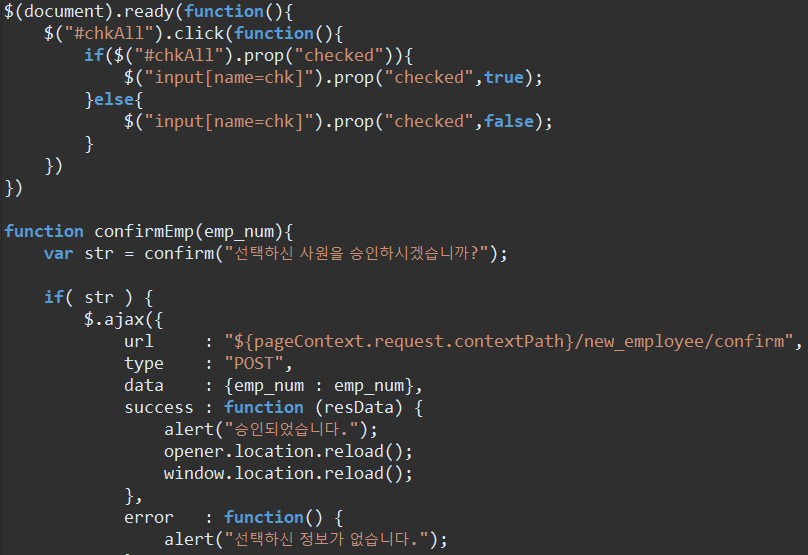 $(document).ready(function(){
    $("#chkAll").click(function(){
        if($("#chkAll").prop("checked")){
            $("input[name=chk]").prop("checked",true);
        }else{
            $("input[name=chk]").prop("checked",false);
        }
    })
})
function confirmEmp(emp_num){
    var str = confirm("선택하신 사원을 승인하시겠습니까?");
    if( str ) {
        $.ajax({
            url     : "${pageContext.request.contextPath}/new_employee/confirm",
            type    : "POST",
            data    : {emp_num : emp_num},
            success : function (resData) {
                alert("승인되었습니다.");
                opener.location.reload();
                window.location.reload();
            },
            error   : function() {
                alert("선택하신 정보가 없습니다.");